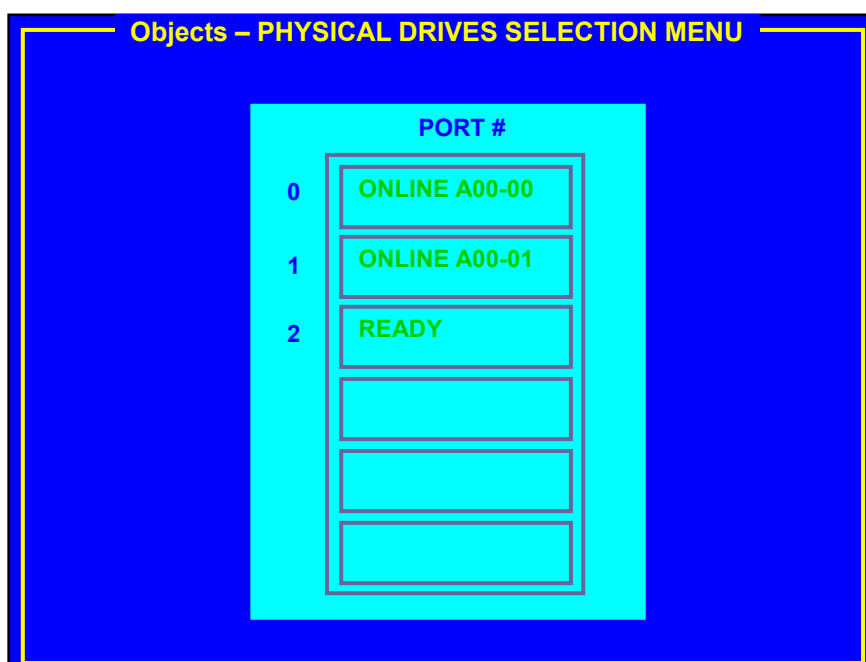 Objects – PHYSICAL DRIVES SELECTION MENU
PORT #
0 ONLINE A00-00
1 ONLINE A00-01
2 READY